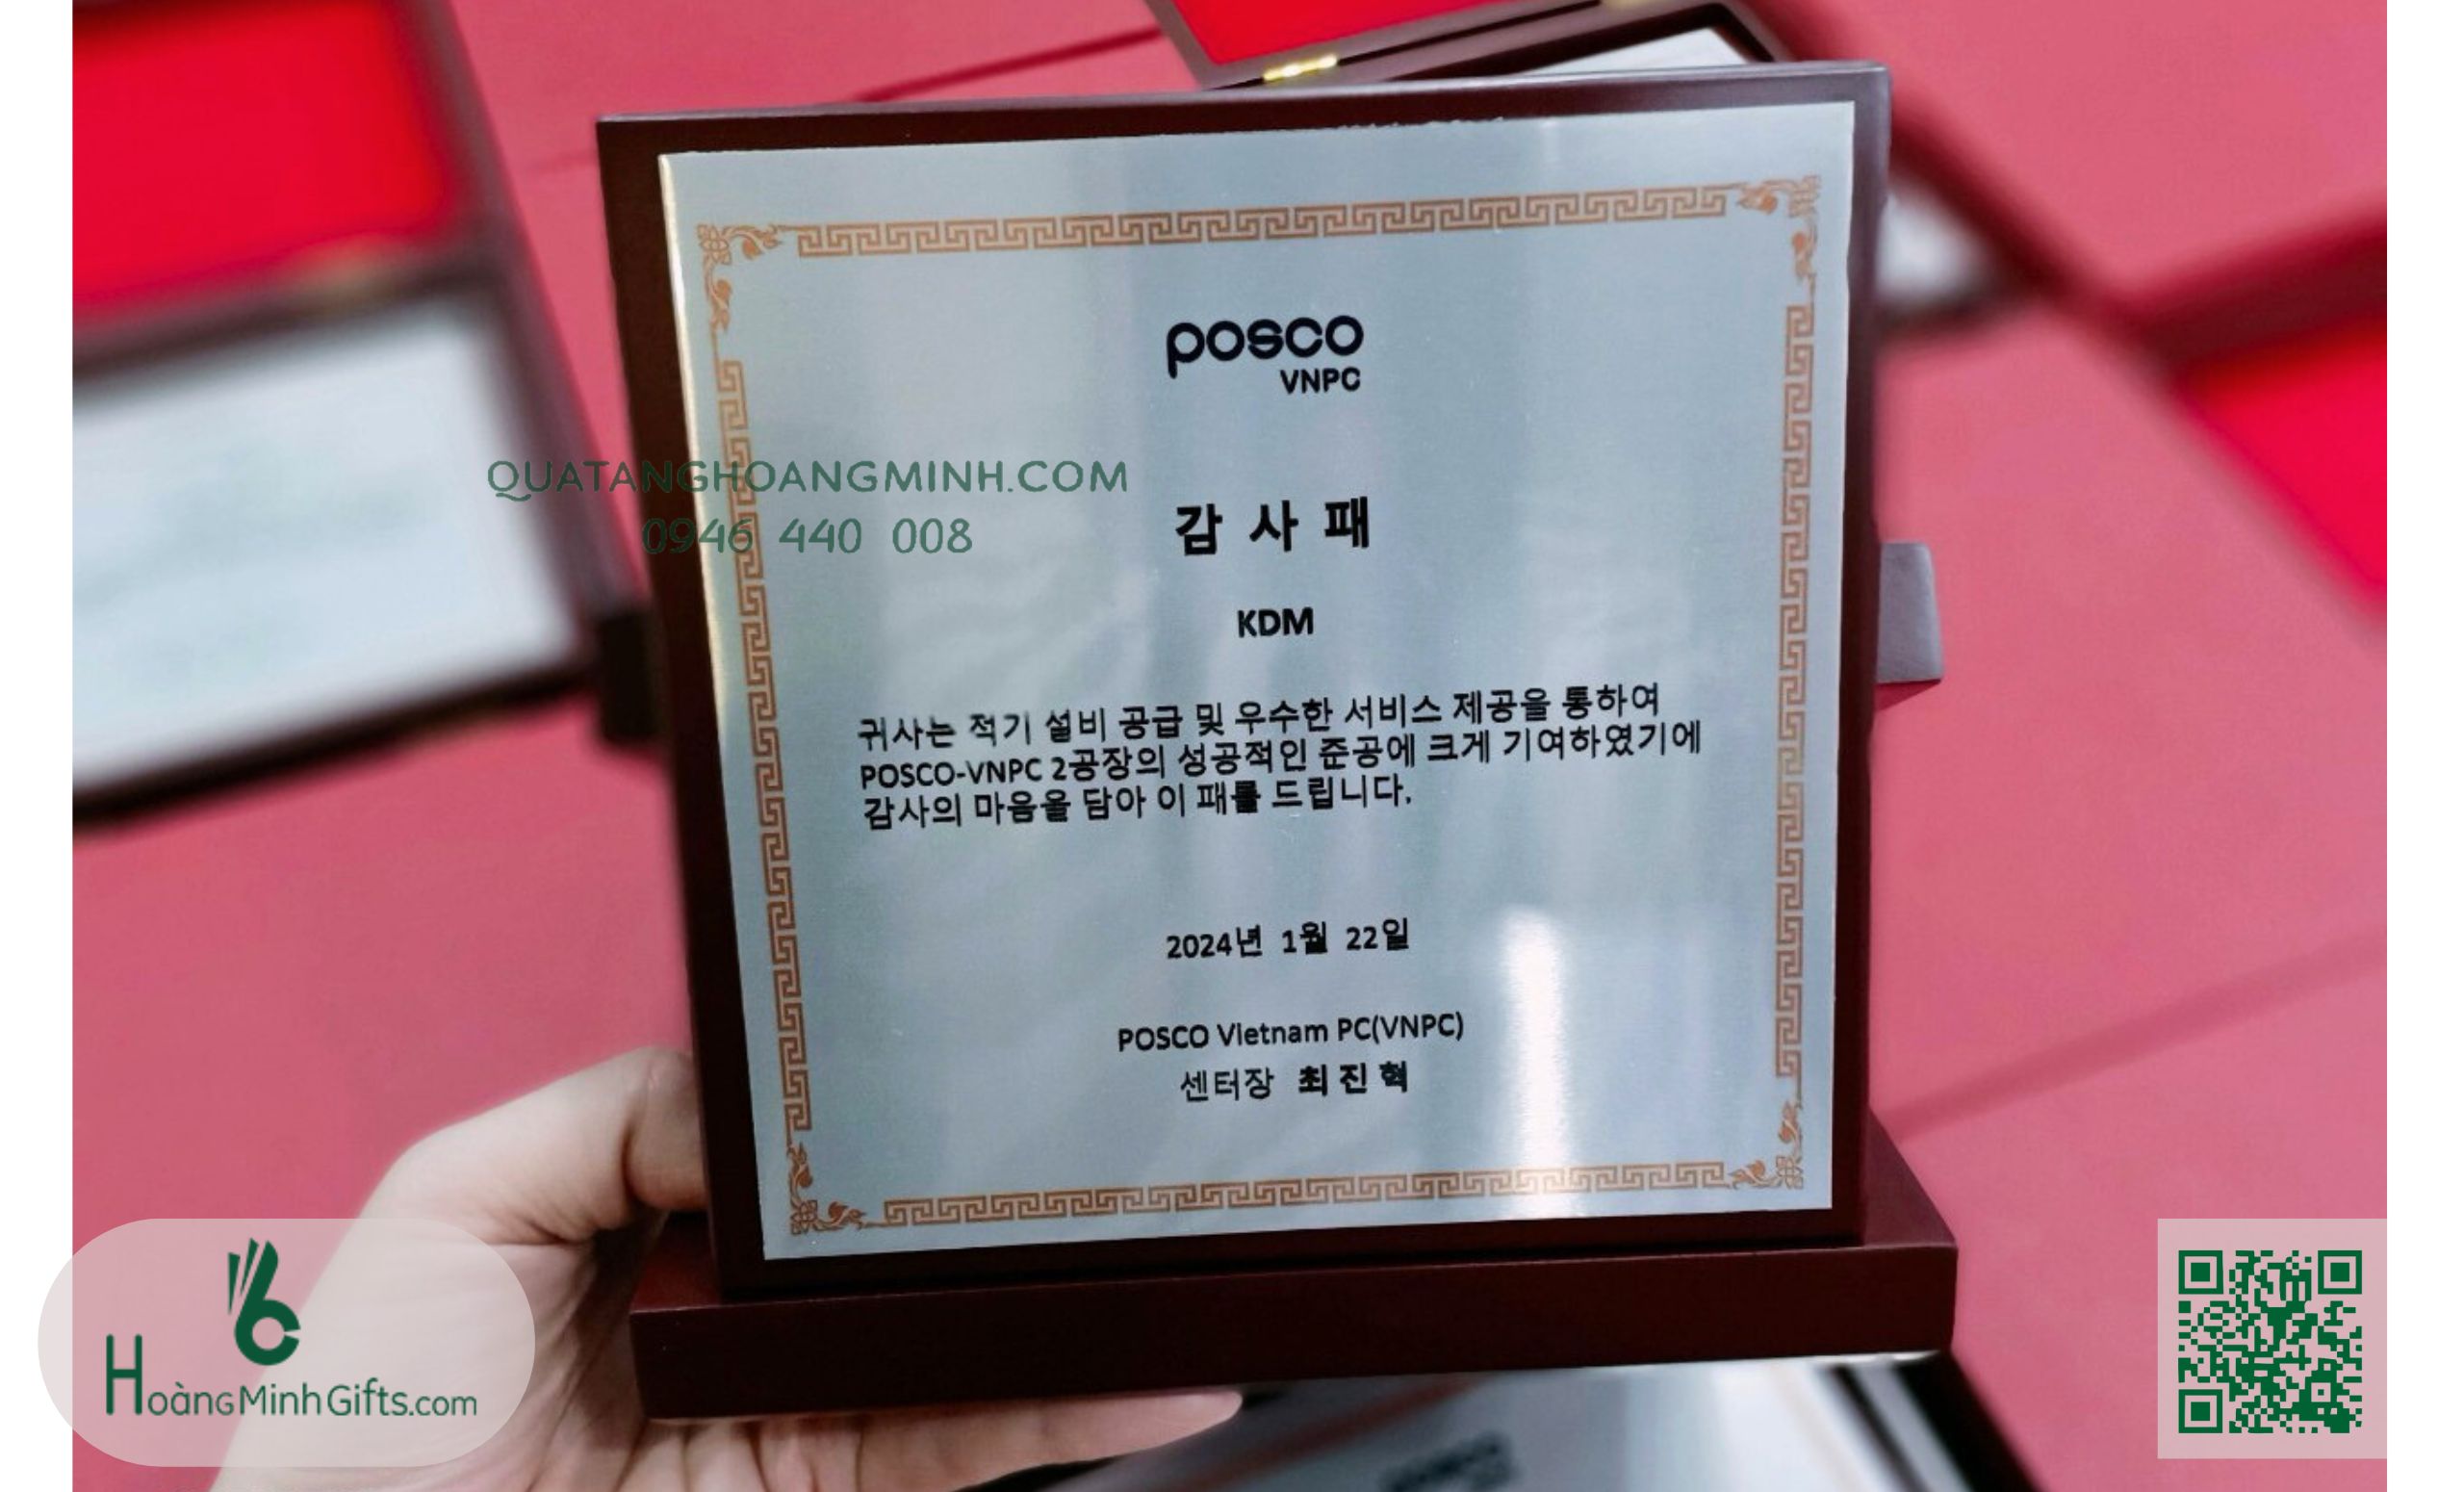 posco
VNPC
QUATANGHOANGMINH.COM
0946 440 008
감 사 패
KDM
귀사는 적기 설비 공급 및 우수한 서비스 제공을 통하여
POSCO-VNPC 2공장의 성공적인 준공에 크게 기여하였기에
감사의 마음을 담아 이 패를 드립니다.
2024년 1월 22일
POSCO Vietnam PC(VNPC)
센터장 최진혁
HoàngMinhGifts.com